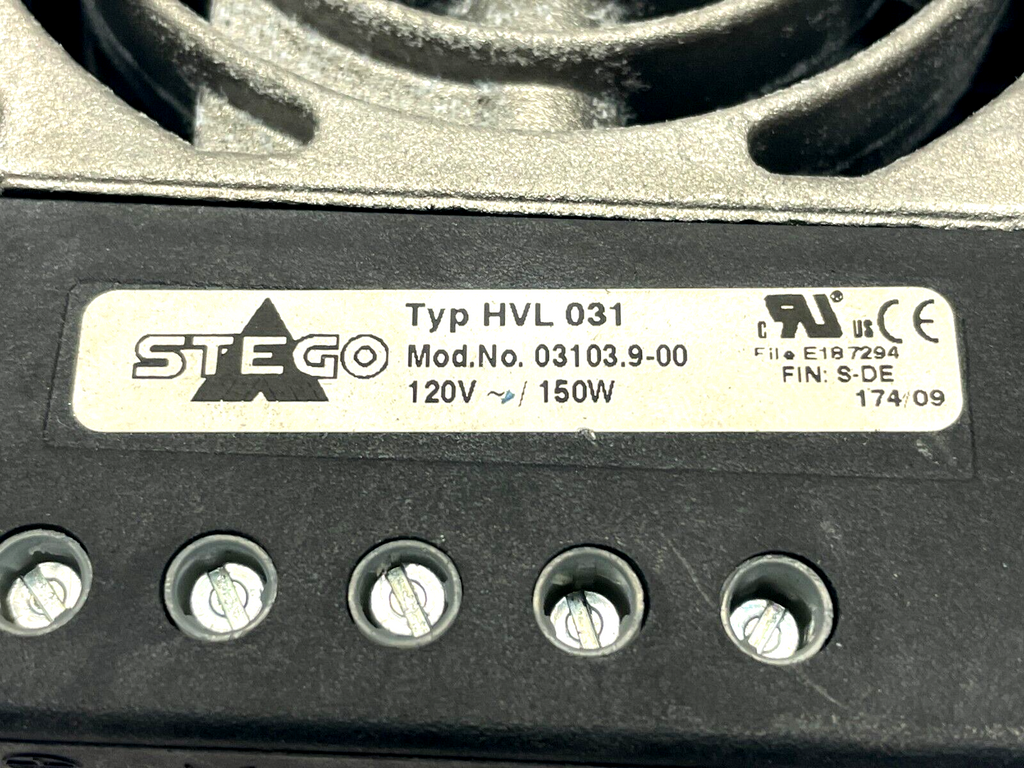 STEGO
Typ HVL 031
Mod.No. 03103.9-00
120V ~/ 150W
c RU® US CE
File E187294
FIN: S-DE
174/09